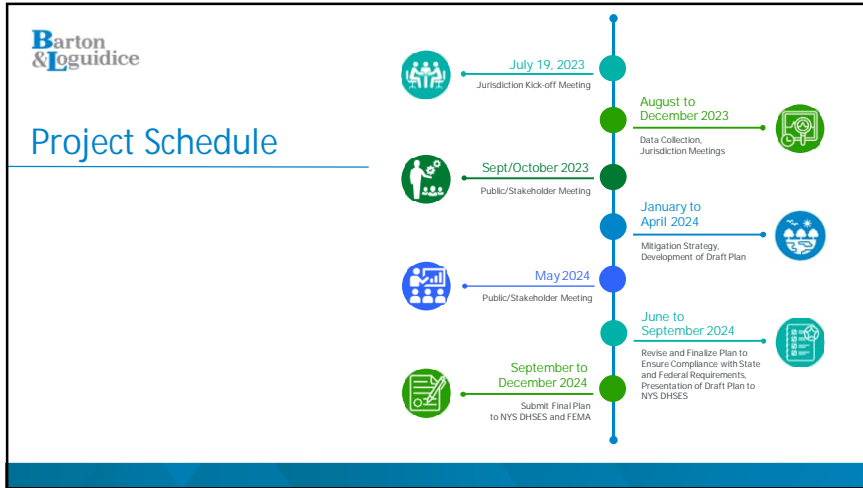 Barton
&Loguidice
Project Schedule
July 19, 2023
Jurisdiction Kick-off Meeting
August to
December 2023
Data Collection,
Jurisdiction Meetings
Sept/October 2023
Public/Stakeholder Meeting
January to
April 2024
Mitigation Strategy,
Development of Draft Plan
May 2024
Public/Stakeholder Meeting
June to
September 2024
Revise and Finalize Plan to
Ensure Compliance with State
and Federal Requirements,
Presentation of Draft Plan to
NYS DHSES
September to
December 2024
Submit Final Plan
to NYS DHSES and FEMA